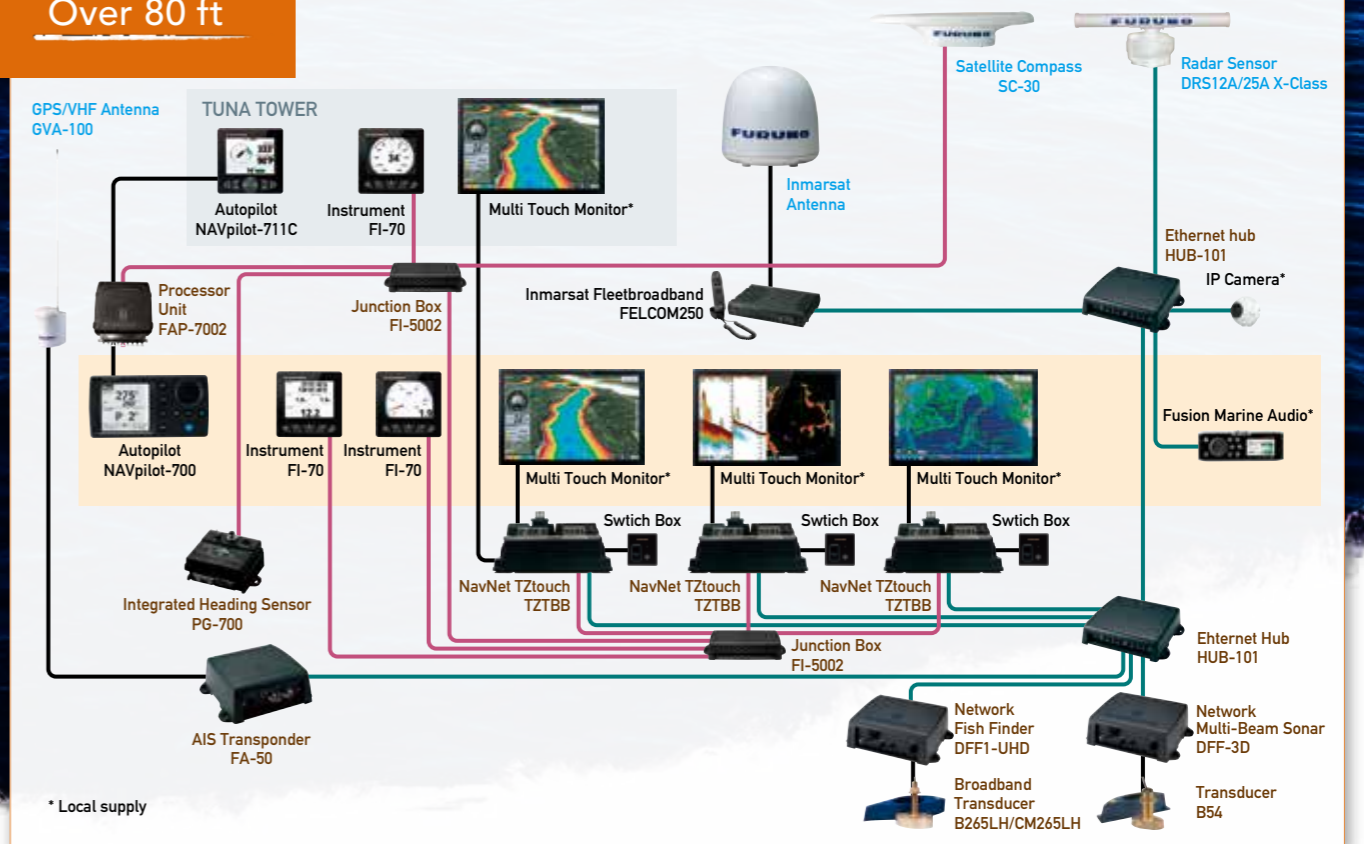 Over 80 ft
FURUNO
FURUNO
Satellite Compass
SC-30
Radar Sensor
DRS12A/25A X-Class
GPS/VHF Antenna
GVA-100
TUNA TOWER
FURUNO
Autopilot
NAVpilot-711C
Instrument
FI-70
Multi Touch Monitor*
Inmarsat
Antenna
Ethernet hub
HUB-101
IP Camera*
Processor
Unit
FAP-7002
Junction Box
FI-5002
Inmarsat Fleetbroadband
FELCOM250
Autopilot
NAVpilot-700
Instrument
FI-70
12.2
Instrument
FI-70
Multi Touch Monitor*
Multi Touch Monitor*
Multi Touch Monitor*
Fusion Marine Audio*
Swtich Box
Swtich Box
Swtich Box
NavNet TZtouch
TZTBB
NavNet TZtouch
TZTBB
NavNet TZtouch
TZTBB
Integrated Heading Sensor
PG-700
Junction Box
FI-5002
Ehternet Hub
HUB-101
AIS Transponder
FA-50
Network
Fish Finder
DFF1-UHD
Network
Multi-Beam Sonar
DFF-3D
Broadband
Transducer
B265LH/CM265LH
Transducer
B54
* Local supply